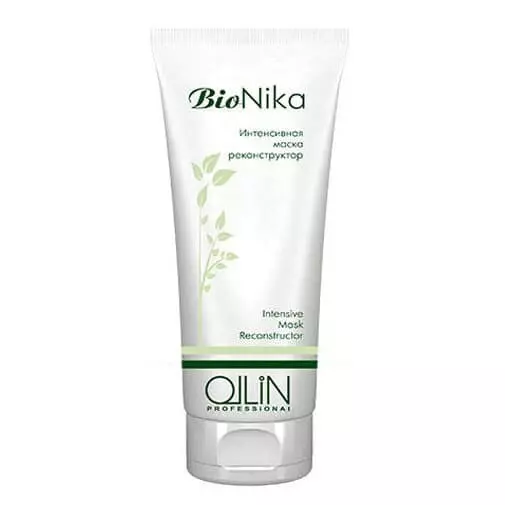 BioNika
Интенсивная
маска
реконструктор
Intensive
Mask
Reconstructor
OLLIN
PROFESSIONAL